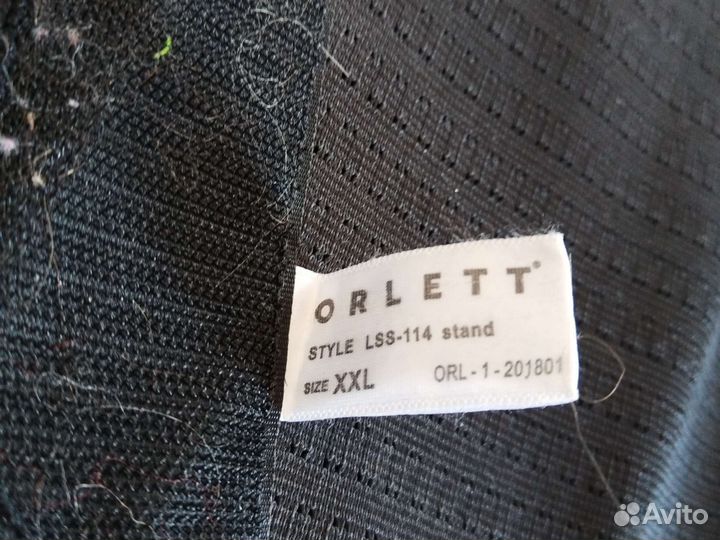 ORLETT®
STYLE LSS-114 stand
SIZE XXL ORL-1-201801
Avito